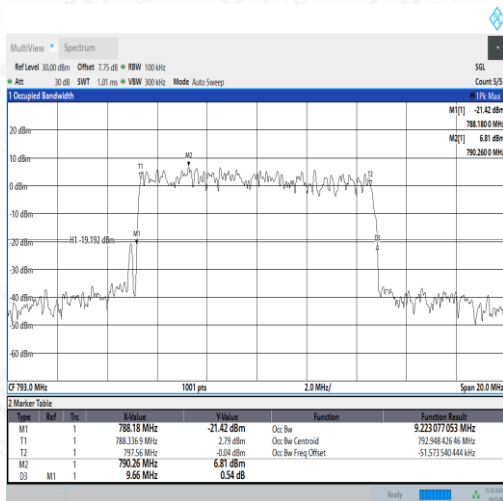 MultiView Spectrum
Ref Level 30.00 dBm Offset 7.75 dB RBW 100 kHz SGL
Att 30 dB SWT 1.01 ms VBW 300 kHz Mode Auto Sweep Count 5/5
1 Occupied Bandwidth 1Pk Max
M1[1] -21.42 dBm
788.180 0 MHz
M2[1] 6.81 dBm
790.260 0 MHz
20 dBm
10 dBm
M2
T1
T2
0 dBm
-10 dBm
M1
H1 -19.192 dBm
D3
-20 dBm
-30 dBm
-40 dBm
-50 dBm
-60 dBm
CF 793.0 MHz 1001 pts 2.0 MHz/ Span 20.0 MHz
2 Marker Table
Type Ref Trc X-Value Y-Value Function Function Result
M1 1 788.18 MHz -21.42 dBm Occ Bw 9.223 077 053 MHz
T1 1 788.336 9 MHz 2.79 dBm Occ Bw Centroid 792.948 426 46 MHz
T2 1 797.56 MHz -0.04 dBm Occ Bw Freq Offset -51.573 540 444 kHz
M2 1 790.26 MHz 6.81 dBm
D3 M1 1 9.66 MHz 0.54 dB
Ready